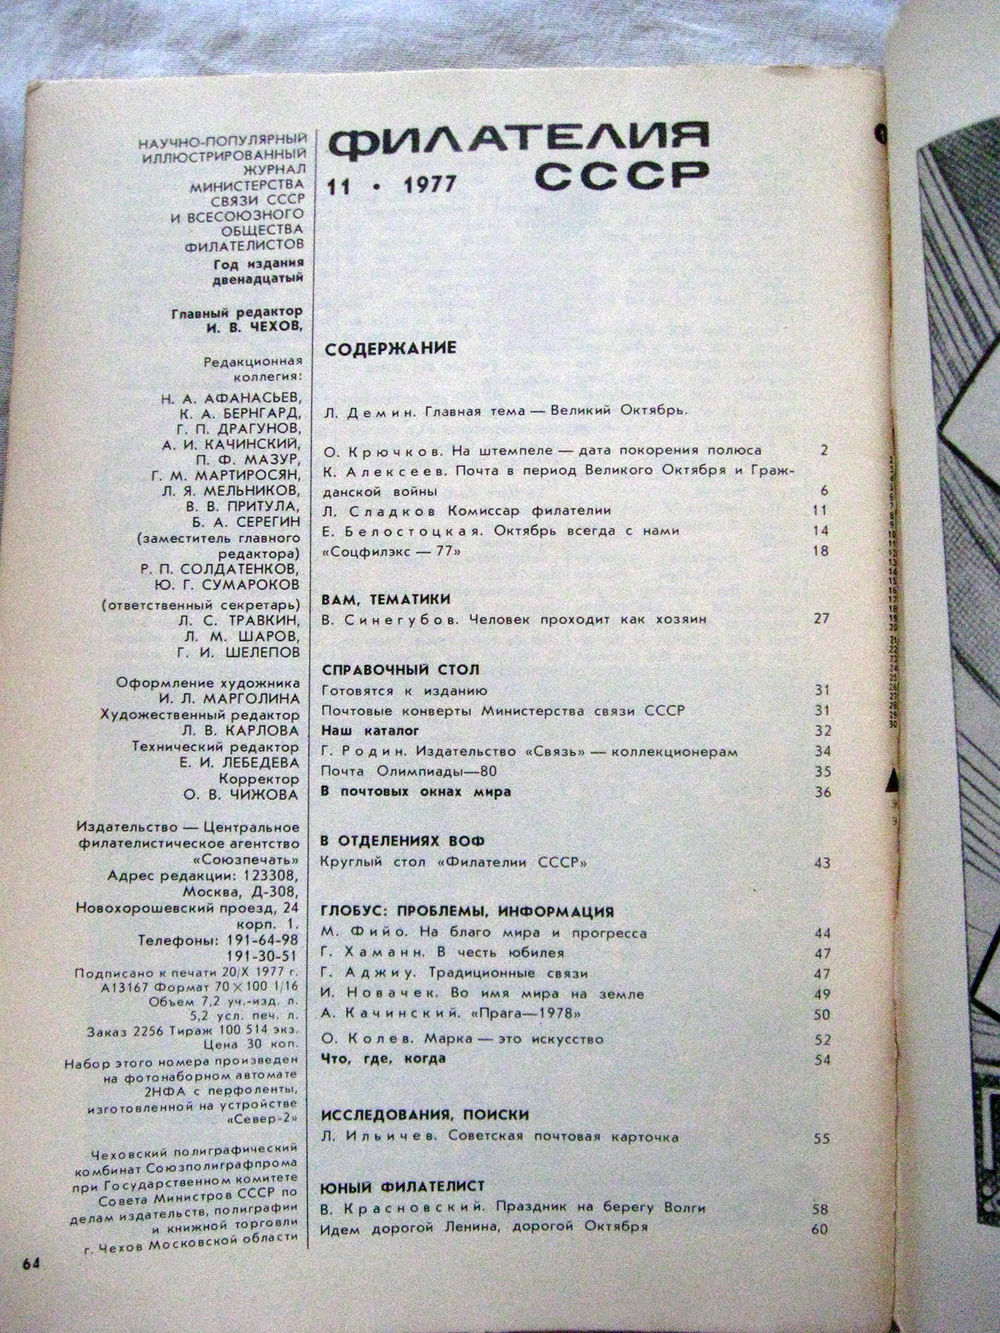 НАУЧНО-ПОПУЛЯРНЫЙ
ИЛЛЮСТРИРОВАННЫЙ
ЖУРНАЛ
МИНИСТЕРСТВА
СВЯЗИ СССР
И ВСЕСОЮЗНОГО
ОБЩЕСТВА
ФИЛАТЕЛИСТОВ
Год издания
двенадцатый
Главный редактор
И. В. ЧЕХОВ,
Редакционная
коллегия:
Н. А. АФАНАСЬЕВ,
К. А. БЕРНГАРД,
Г. П. ДРАГУНОВ,
А. И. КАЧИНСКИЙ,
П. Ф. МАЗУР,
Г. М. МАРТИРОСЯН,
Л. Я. МЕЛЬНИКОВ,
В. В. ПРИТУЛА,
Б. А. СЕРЕГИН
(заместитель главного
редактора)
Р. П. СОЛДАТЕНКОВ,
Ю. Г. СУМАРОКОВ
(ответственный секретарь)
Л. С. ТРАВКИН,
Л. М. ШАРОВ,
Г. И. ШЕЛЕПОВ
Оформление художника
И. Л. МАРГОЛИНА
Художественный редактор
Л. В. КАРЛОВА
Технический редактор
Е. И. ЛЕБЕДЕВА
Корректор
О. В. ЧИЖОВА
Издательство — Центральное
филателистическое агентство
«Союзпечать»
Адрес редакции: 123308,
Москва, Д-308,
Новохорошевский проезд, 24
корп. 1.
Телефоны: 191-64-98
191-30-51
Подписано к печати 20/X 1977 г.
А13167 Формат 70×100 1/16
Объем 7,2 уч.-изд. л.
5,2 усл. печ. л.
Заказ 2256 Тираж 100 514 экз.
Цена 30 коп.
Набор этого номера произведен
на фотонаборном автомате
2НФА с перфоленты,
изготовленной на устройстве
«Север-2»
Чеховский полиграфический
комбинат Союзполиграфпрома
при Государственном комитете
Совета Министров СССР по
делам издательств, полиграфии
и книжной торговли
г. Чехов Московской области
64
ФИЛАТЕЛИЯ
СССР
11 • 1977
СОДЕРЖАНИЕ
Л. Демин. Главная тема — Великий Октябрь.
О. Крючков. На штемпеле — дата покорения полюса 2
К. Алексеев. Почта в период Великого Октября и Граж-
данской войны 6
Л. Сладков Комиссар филателии 11
Е. Белостоцкая. Октябрь всегда с нами 14
«Соцфилэкс — 77» 18
ВАМ, ТЕМАТИКИ
В. Синегубов. Человек проходит как хозяин 27
СПРАВОЧНЫЙ СТОЛ
Готовятся к изданию 31
Почтовые конверты Министерства связи СССР 31
Наш каталог 32
Г. Родин. Издательство «Связь» — коллекционерам 34
Почта Олимпиады—80 35
В почтовых окнах мира 36
В ОТДЕЛЕНИЯХ ВОФ
Круглый стол «Филателии СССР» 43
ГЛОБУС: ПРОБЛЕМЫ, ИНФОРМАЦИЯ
М. Фийо. На благо мира и прогресса 44
Г. Хаманн. В честь юбилея 47
Г. Аджиу. Традиционные связи 47
И. Новачек. Во имя мира на земле 49
А. Качинский. «Прага—1978» 50
О. Колев. Марка — это искусство 52
Что, где, когда 54
ИССЛЕДОВАНИЯ, ПОИСКИ
Л. Ильичев. Советская почтовая карточка 55
ЮНЫЙ ФИЛАТЕЛИСТ
В. Красновский. Праздник на берегу Волги 58
Идем дорогой Ленина, дорогой Октября 60